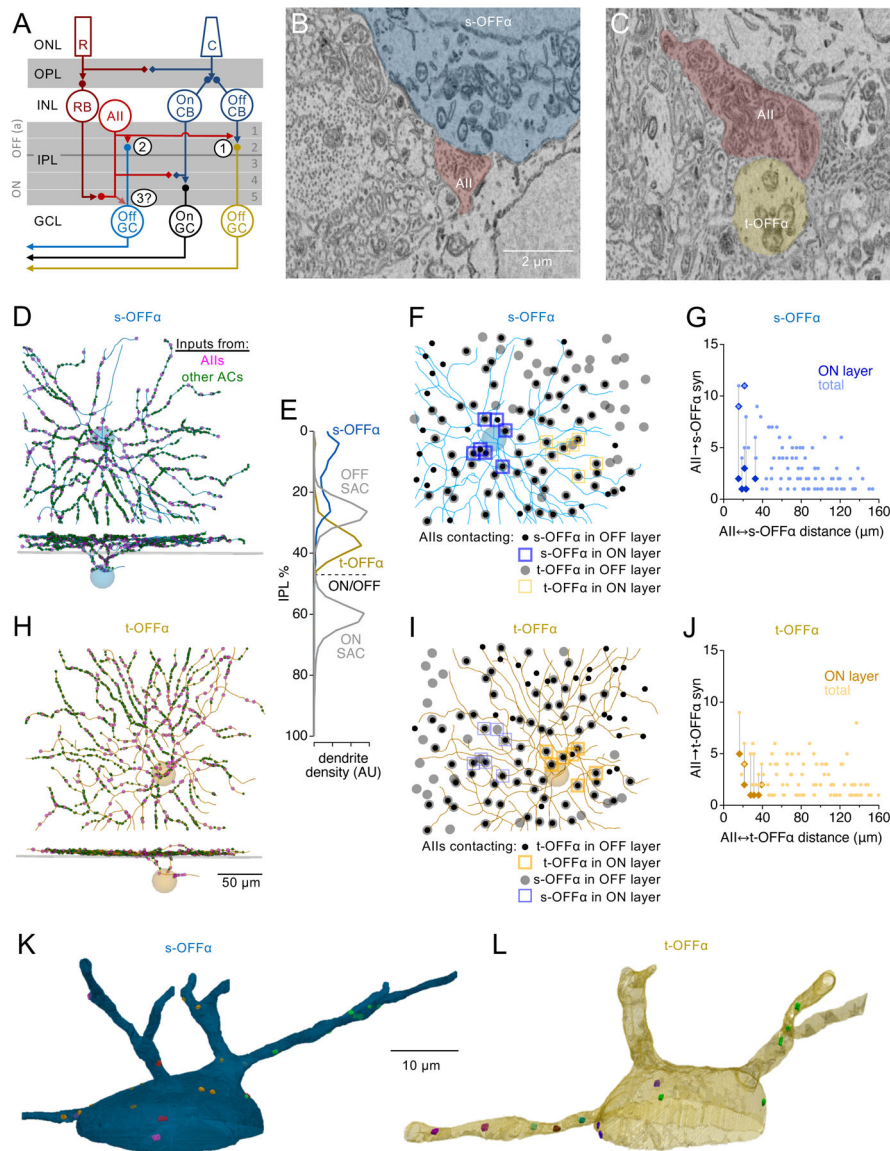 A
ONL
R
C
OPL
INL
RB
AII
On
CB
Off
CB
OFF (a)
IPL
ON
1
2
3
4
5
2
1
3?
GCL
Off
GC
On
GC
Off
GC
B
s-OFFα
AII
2 µm
C
AII
t-OFFα
D
s-OFFα
Inputs from:
AIIs
other ACs
E
s-OFFα
OFF
SAC
t-OFFα
ON/OFF
ON
SAC
0
20
40
60
80
100
IPL %
dendrite
density (AU)
F
s-OFFα
AIIs contacting:
s-OFFα in OFF layer
s-OFFα in ON layer
t-OFFα in OFF layer
t-OFFα in ON layer
G
s-OFFα
ON layer
total
15
10
5
0
AII→s-OFFα syn
0 40 80 120 160
AII↔s-OFFα distance (µm)
H
t-OFFα
50 µm
I
t-OFFα
AIIs contacting:
t-OFFα in OFF layer
t-OFFα in ON layer
s-OFFα in OFF layer
s-OFFα in ON layer
J
t-OFFα
ON layer
total
15
10
5
0
AII→t-OFFα syn
0 40 80 120 160
AII↔t-OFFα distance (µm)
K
s-OFFα
10 µm
L
t-OFFα